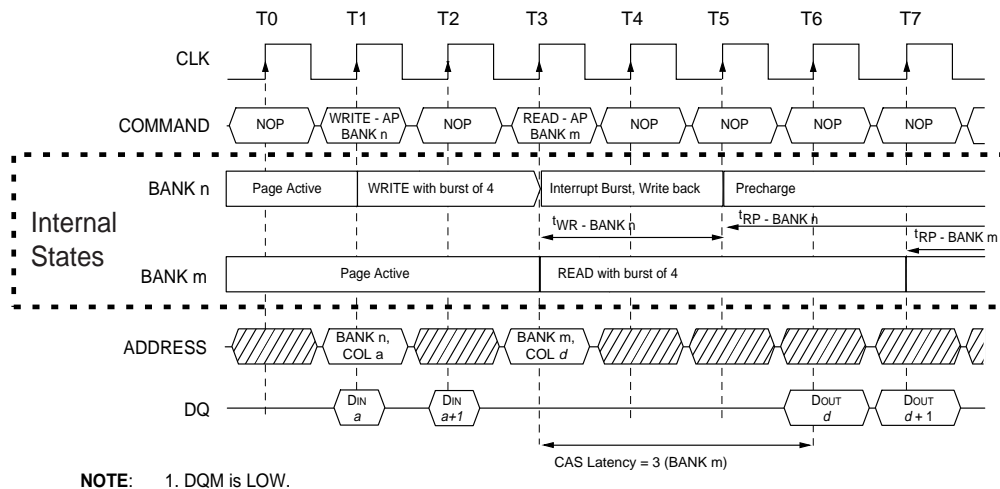 T0 T1 T2 T3 T4 T5 T6 T7
CLK
COMMAND NOP WRITE - AP BANK n NOP READ - AP BANK m NOP NOP NOP NOP
Internal States
BANK n Page Active WRITE with burst of 4 Interrupt Burst, Write back Precharge
tWR - BANK n tRP - BANK n
tRP - BANK m
BANK m Page Active READ with burst of 4
ADDRESS BANK n, COL a BANK m, COL d
DQ DIN a DIN a+1 DOUT d DOUT d + 1
CAS Latency = 3 (BANK m)
NOTE: 1. DQM is LOW.